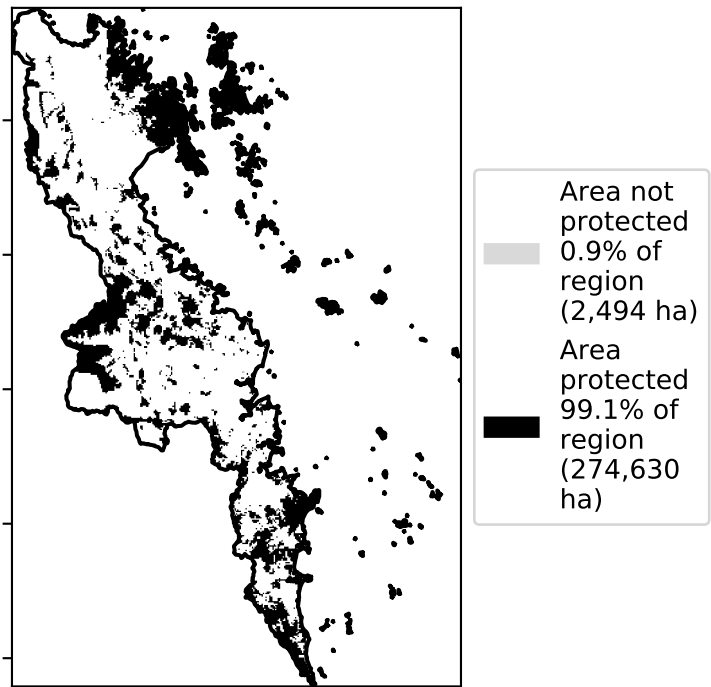 Area not
protected
0.9% of
region
(2,494 ha)
Area
protected
99.1% of
region
(274,630
ha)